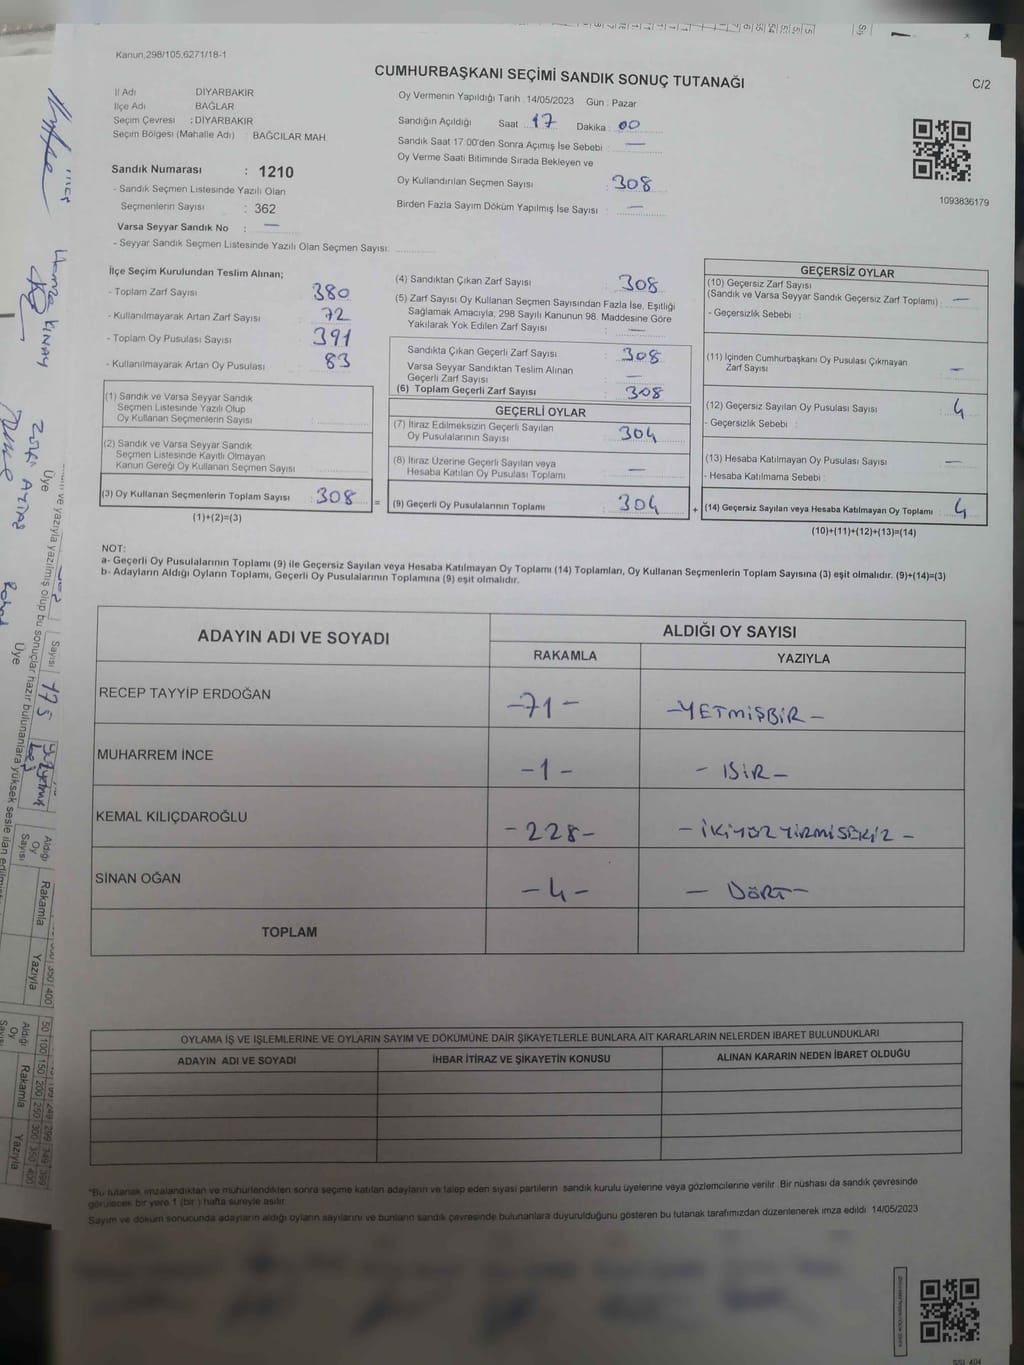 Kanun.298/105,6271/18-1
CUMHURBAŞKANI SEÇİMİ SANDIK SONUÇ TUTANAĞI
C/2
İl Adı DİYARBAKIR
İlçe Adı BAĞLAR
Seçim Çevresi : DİYARBAKIR
Seçim Bölgesi (Mahalle Adı) : BAĞCILAR MAH
Sandık Numarası : 1210
- Sandık Seçmen Listesinde Yazılı Olan
Seçmenlerin Sayısı : 362
Varsa Seyyar Sandık No : —
- Seyyar Sandık Seçmen Listesinde Yazılı Olan Seçmen Sayısı:
Oy Vermenin Yapıldığı Tarih : 14/05/2023 Gün : Pazar
Sandığın Açıldığı Saat 17 Dakika : 00
Sandık Saat 17:00'den Sonra Açımış İse Sebebi : —
Oy Verme Saati Bitiminde Sırada Bekleyen ve
Oy Kullandırılan Seçmen Sayısı : 308
Birden Fazla Sayım Döküm Yapılmış İse Sayısı : —
1093836179
İlçe Seçim Kurulundan Teslim Alınan;
- Toplam Zarf Sayısı 380
- Kullanılmayarak Artan Zarf Sayısı : 72
- Toplam Oy Pusulası Sayısı : 391
- Kullanılmayarak Artan Oy Pusulası : 83
(1) Sandık ve Varsa Seyyar Sandık
Seçmen Listesinde Yazılı Olup
Oy Kullanan Seçmenlerin Sayısı :
(2) Sandık ve Varsa Seyyar Sandık
Seçmen Listesinde Kayıtlı Olmayan
Kanun Gereği Oy Kullanan Seçmen Sayısı :
(3) Oy Kullanan Seçmenlerin Toplam Sayısı : 308
(1)+(2)=(3)
(4) Sandıktan Çıkan Zarf Sayısı : 308
(5) Zarf Sayısı Oy Kullanan Seçmen Sayısından Fazla İse, Eşitliği
Sağlamak Amacıyla, 298 Sayılı Kanunun 98. Maddesine Göre
Yakılarak Yok Edilen Zarf Sayısı : —
Sandıkta Çıkan Geçerli Zarf Sayısı : 308
Varsa Seyyar Sandıktan Teslim Alınan
Geçerli Zarf Sayısı : —
(6) Toplam Geçerli Zarf Sayısı : 308
GEÇERLİ OYLAR
(7) İtiraz Edilmeksizin Geçerli Sayılan
Oy Pusulalarının Sayısı : 304
(8) İtiraz Üzerine Geçerli Sayılan veya
Hesaba Katılan Oy Pusulası Toplamı : —
= (9) Geçerli Oy Pusulalarının Toplamı : 304
GEÇERSİZ OYLAR
(10) Geçersiz Zarf Sayısı
(Sandık ve Varsa Seyyar Sandık Geçersiz Zarf Toplamı) : —
- Geçersizlik Sebebi :
(11) İçinden Cumhurbaşkanı Oy Pusulası Çıkmayan
Zarf Sayısı : —
(12) Geçersiz Sayılan Oy Pusulası Sayısı : 4
- Geçersizlik Sebebi :
(13) Hesaba Katılmayan Oy Pusulası Sayısı : —
- Hesaba Katılmama Sebebi :
+ (14) Geçersiz Sayılan veya Hesaba Katılmayan Oy Toplamı : 4
(10)+(11)+(12)+(13)=(14)
NOT:
a- Geçerli Oy Pusulalarının Toplamı (9) ile Geçersiz Sayılan veya Hesaba Katılmayan Oy Toplamı (14) Toplamları, Oy Kullanan Seçmenlerin Toplam Sayısına (3) eşit olmalıdır. (9)+(14)=(3)
b- Adayların Aldığı Oyların Toplamı, Geçerli Oy Pusulalarının Toplamına (9) eşit olmalıdır.
ADAYIN ADI VE SOYADI ALDIĞI OY SAYISI
RAKAMLA YAZIYLA
RECEP TAYYİP ERDOĞAN -71- -YETMİŞBİR-
MUHARREM İNCE -1- -BİR-
KEMAL KILIÇDAROĞLU -228- -İKİYÜZYİRMİSEKİZ-
SİNAN OĞAN -4- -DÖRT-
TOPLAM
OYLAMA İŞ VE İŞLEMLERİNE VE OYLARIN SAYIM VE DÖKÜMÜNE DAİR ŞİKAYETLERLE BUNLARA AİT KARARLARIN NELERDEN İBARET BULUNDUKLARI
ADAYIN ADI VE SOYADI İHBAR İTİRAZ VE ŞİKAYETİN KONUSU ALINAN KARARIN NEDEN İBARET OLDUĞU
*Bu tutanak imzalandıktan ve mühürlendikten sonra seçime katılan adayların ve talep eden siyasi partilerin sandık kurulu üyelerine veya gözlemcilerine verilir. Bir nüshası da sandık çevresinde
görülecek bir yere 1 (bir) hafta süreyle asılır.
Sayım ve döküm sonucunda adayların aldığı oyların sayılarını ve bunların sandık çevresinde bulunanlara duyurulduğunu gösteren bu tutanak tarafımızdan düzenlenerek imza edildi. 14/05/2023
Üye
Üye
Sayısı 175
Aldığı Oy Sayısı
Rakamla
Yazıyla
Aldığı Oy Sayısı
Rakamla
Yazıyla